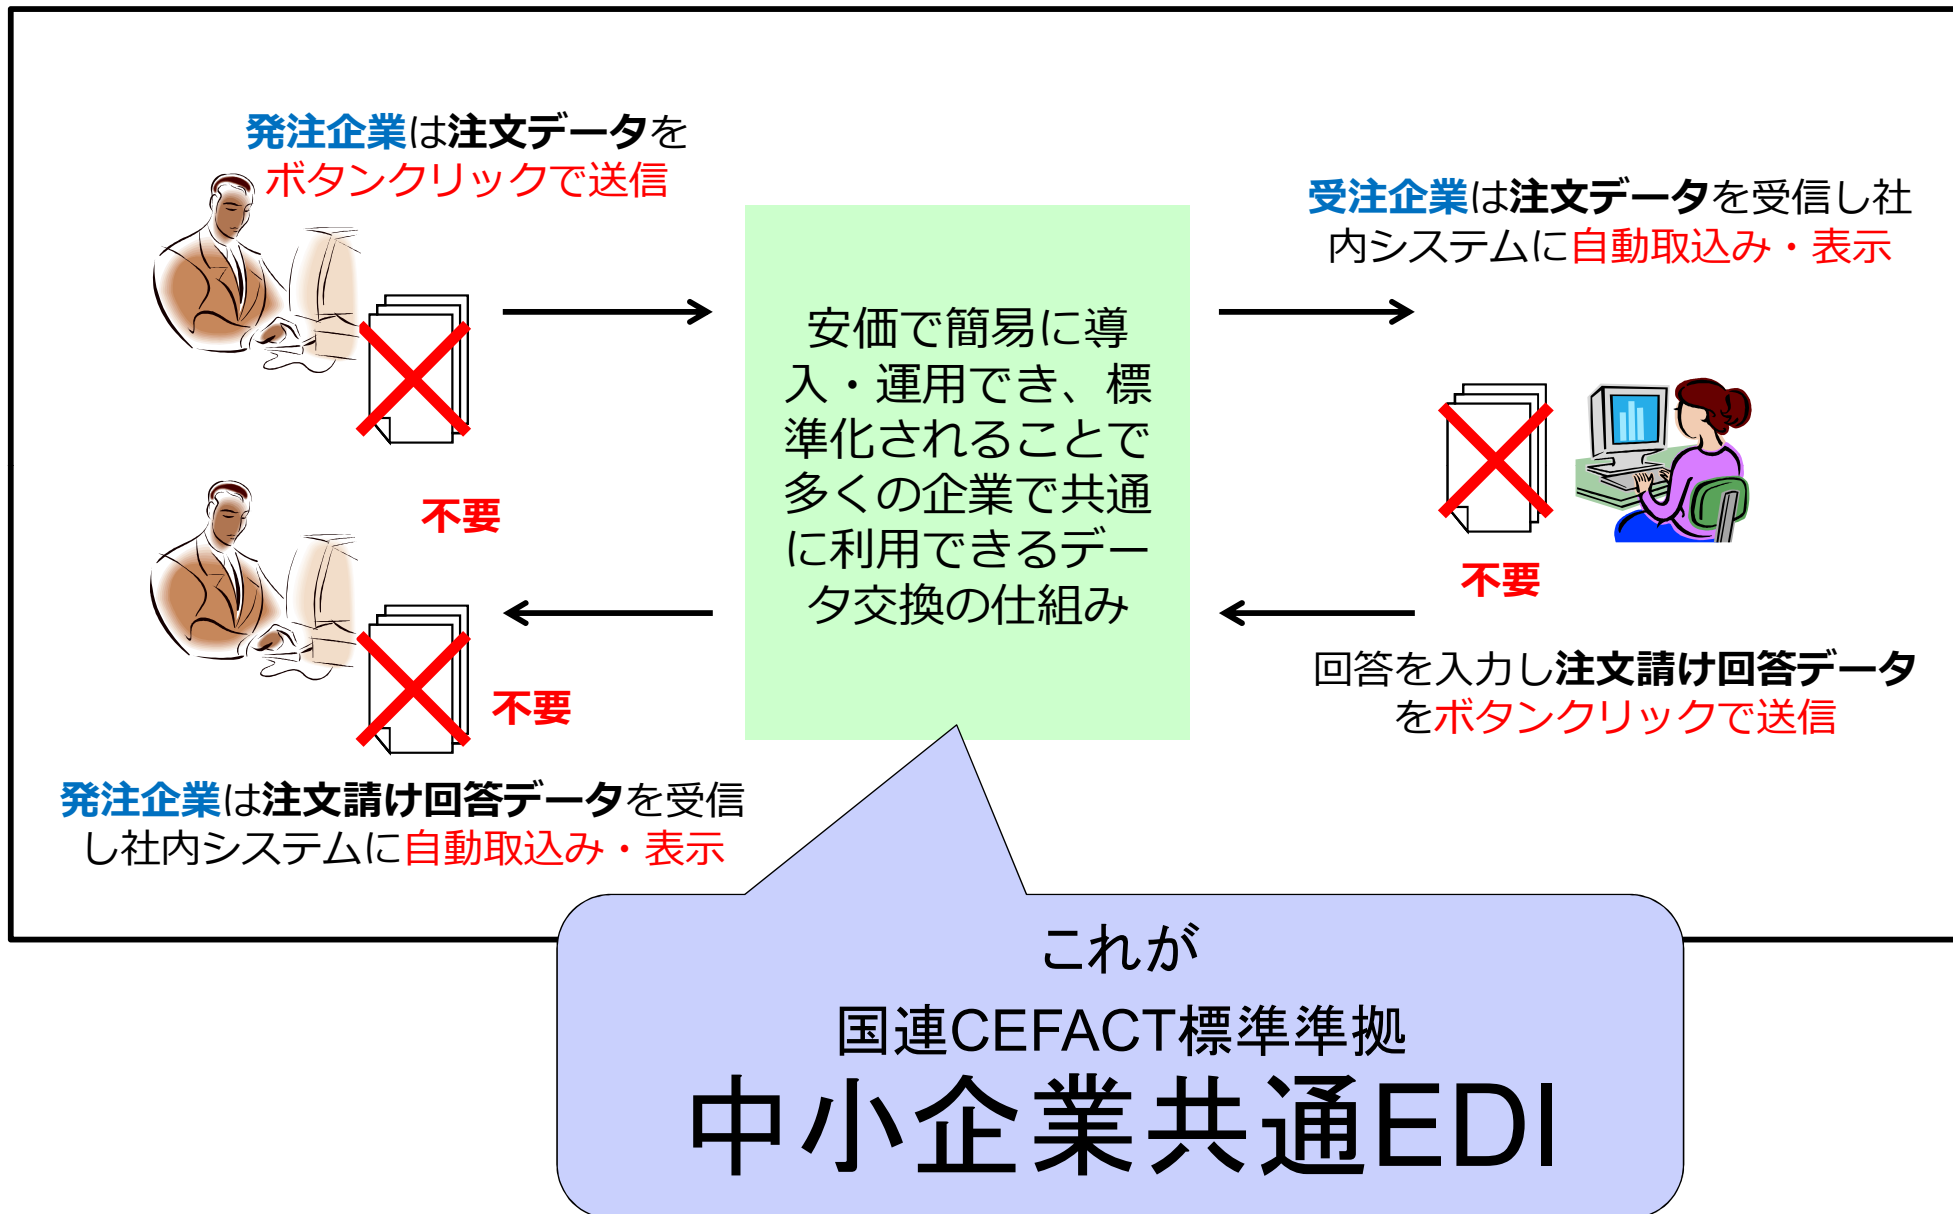 発注企業は注文データを
ボタンクリックで送信
不要
安価で簡易に導
入・運用でき、標
準化されることで
多くの企業で共通
に利用できるデー
タ交換の仕組み
受注企業は注文データを受信し社
内システムに自動取込み・表示
不要
回答を入力し注文請け回答データ
をボタンクリックで送信
不要
発注企業は注文請け回答データを受信
し社内システムに自動取込み・表示
これが
国連CEFACT標準準拠
中小企業共通EDI